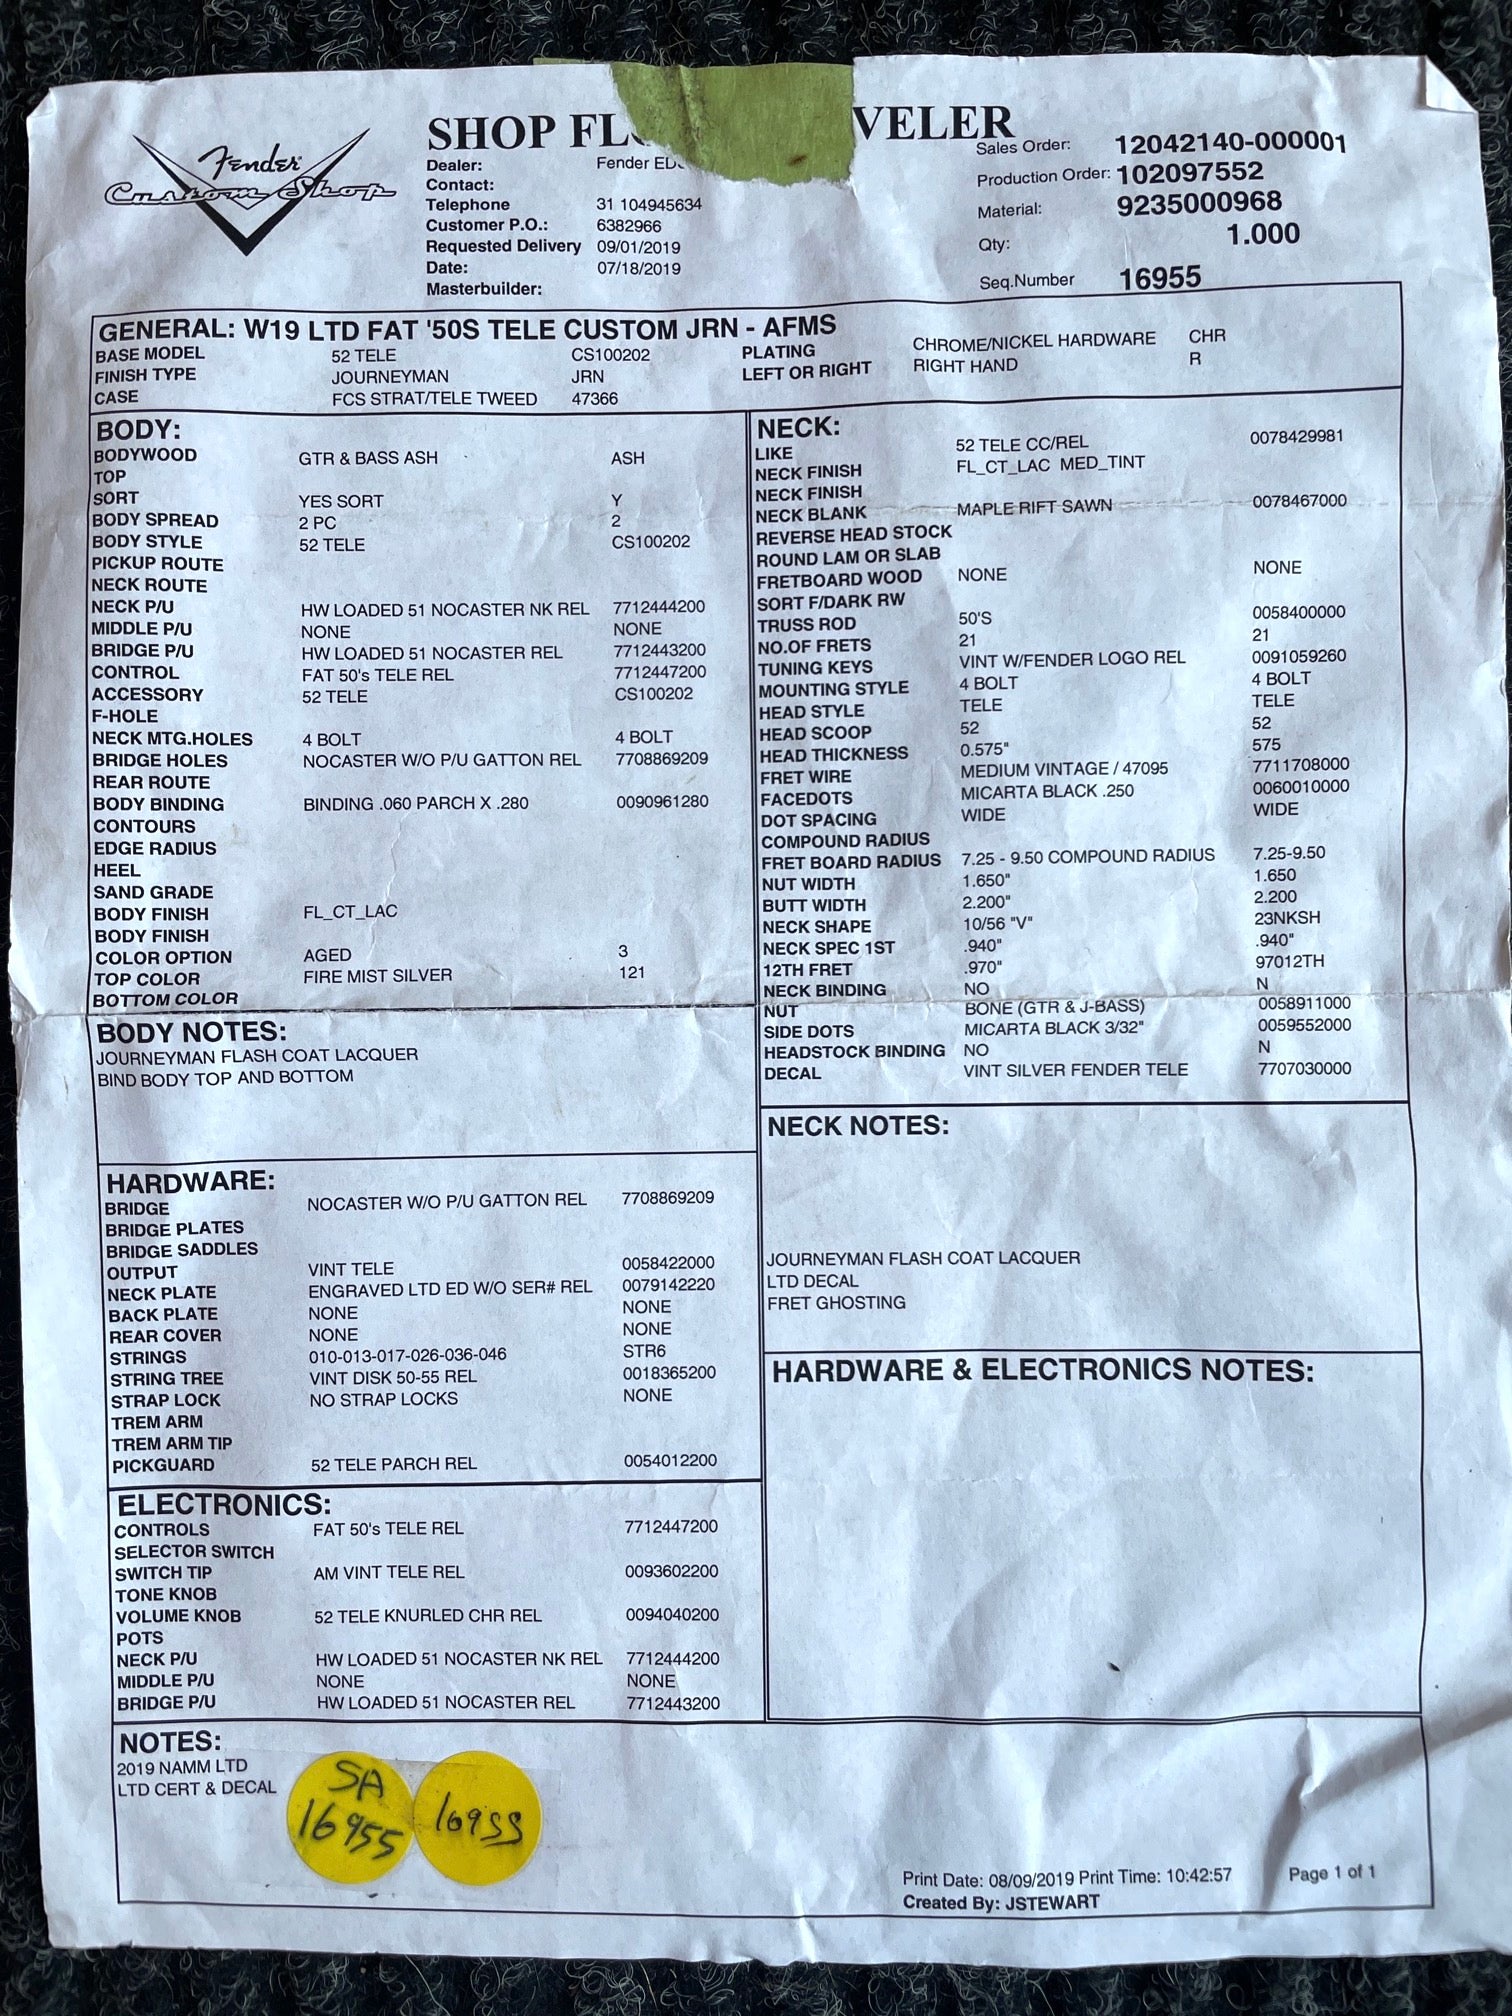 Fender
Custom Shop
SHOP FL VELER
Dealer: Fender
Contact:
Telephone 31 104945634
Customer P.O.: 6382966
Requested Delivery 09/01/2019
Date: 07/18/2019
Masterbuilder:
Sales Order: 12042140-000001
Production Order: 102097552
Material: 9235000968
Qty: 1.000
Seq.Number 16955
GENERAL: W19 LTD FAT '50S TELE CUSTOM JRN - AFMS
BASE MODEL 52 TELE CS100202
FINISH TYPE JOURNEYMAN JRN
CASE FCS STRAT/TELE TWEED 47366
PLATING CHROME/NICKEL HARDWARE CHR
LEFT OR RIGHT RIGHT HAND R
BODY:
BODYWOOD GTR & BASS ASH ASH
TOP
SORT YES SORT Y
BODY SPREAD 2 PC 2
BODY STYLE 52 TELE CS100202
PICKUP ROUTE
NECK ROUTE
NECK P/U HW LOADED 51 NOCASTER NK REL 7712444200
MIDDLE P/U NONE NONE
BRIDGE P/U HW LOADED 51 NOCASTER REL 7712443200
CONTROL FAT 50's TELE REL 7712447200
ACCESSORY 52 TELE CS100202
F-HOLE
NECK MTG.HOLES 4 BOLT 4 BOLT
BRIDGE HOLES NOCASTER W/O P/U GATTON REL 7708869209
REAR ROUTE
BODY BINDING BINDING .060 PARCH X .280 0090961280
CONTOURS
EDGE RADIUS
HEEL
SAND GRADE
BODY FINISH FL_CT_LAC
BODY FINISH
COLOR OPTION AGED 3
TOP COLOR FIRE MIST SILVER 121
BOTTOM COLOR
BODY NOTES:
JOURNEYMAN FLASH COAT LACQUER
BIND BODY TOP AND BOTTOM
HARDWARE:
BRIDGE NOCASTER W/O P/U GATTON REL 7708869209
BRIDGE PLATES
BRIDGE SADDLES
OUTPUT VINT TELE 0058422000
NECK PLATE ENGRAVED LTD ED W/O SER# REL 0079142220
BACK PLATE NONE NONE
REAR COVER NONE NONE
STRINGS 010-013-017-026-036-046 STR6
STRING TREE VINT DISK 50-55 REL 0018365200
STRAP LOCK NO STRAP LOCKS NONE
TREM ARM
TREM ARM TIP
PICKGUARD 52 TELE PARCH REL 0054012200
ELECTRONICS:
CONTROLS FAT 50's TELE REL 7712447200
SELECTOR SWITCH
SWITCH TIP AM VINT TELE REL 0093602200
TONE KNOB
VOLUME KNOB 52 TELE KNURLED CHR REL 0094040200
POTS
NECK P/U HW LOADED 51 NOCASTER NK REL 7712444200
MIDDLE P/U NONE NONE
BRIDGE P/U HW LOADED 51 NOCASTER REL 7712443200
NECK:
LIKE 52 TELE CC/REL 0078429981
NECK FINISH FL_CT_LAC MED_TINT
NECK FINISH
NECK BLANK MAPLE RIFT SAWN 0078467000
REVERSE HEAD STOCK
ROUND LAM OR SLAB
FRETBOARD WOOD NONE NONE
SORT F/DARK RW
TRUSS ROD 50'S 0058400000
NO.OF FRETS 21 21
TUNING KEYS VINT W/FENDER LOGO REL 0091059260
MOUNTING STYLE 4 BOLT 4 BOLT
HEAD STYLE TELE TELE
HEAD SCOOP 52 52
HEAD THICKNESS 0.575" 575
FRET WIRE MEDIUM VINTAGE / 47095 7711708000
FACEDOTS MICARTA BLACK .250 0060010000
DOT SPACING WIDE WIDE
COMPOUND RADIUS
FRET BOARD RADIUS 7.25 - 9.50 COMPOUND RADIUS 7.25-9.50
NUT WIDTH 1.650" 1.650
BUTT WIDTH 2.200" 2.200
NECK SHAPE 10/56 "V" 23NKSH
NECK SPEC 1ST .940" .940"
12TH FRET .970" 97012TH
NECK BINDING NO N
NUT BONE (GTR & J-BASS) 0058911000
SIDE DOTS MICARTA BLACK 3/32" 0059552000
HEADSTOCK BINDING NO N
DECAL VINT SILVER FENDER TELE 7707030000
NECK NOTES:
JOURNEYMAN FLASH COAT LACQUER
LTD DECAL
FRET GHOSTING
HARDWARE & ELECTRONICS NOTES:
NOTES:
2019 NAMM LTD
LTD CERT & DECAL
SA
16955
16955
Print Date: 08/09/2019 Print Time: 10:42:57 Page 1 of 1
Created By: JSTEWART